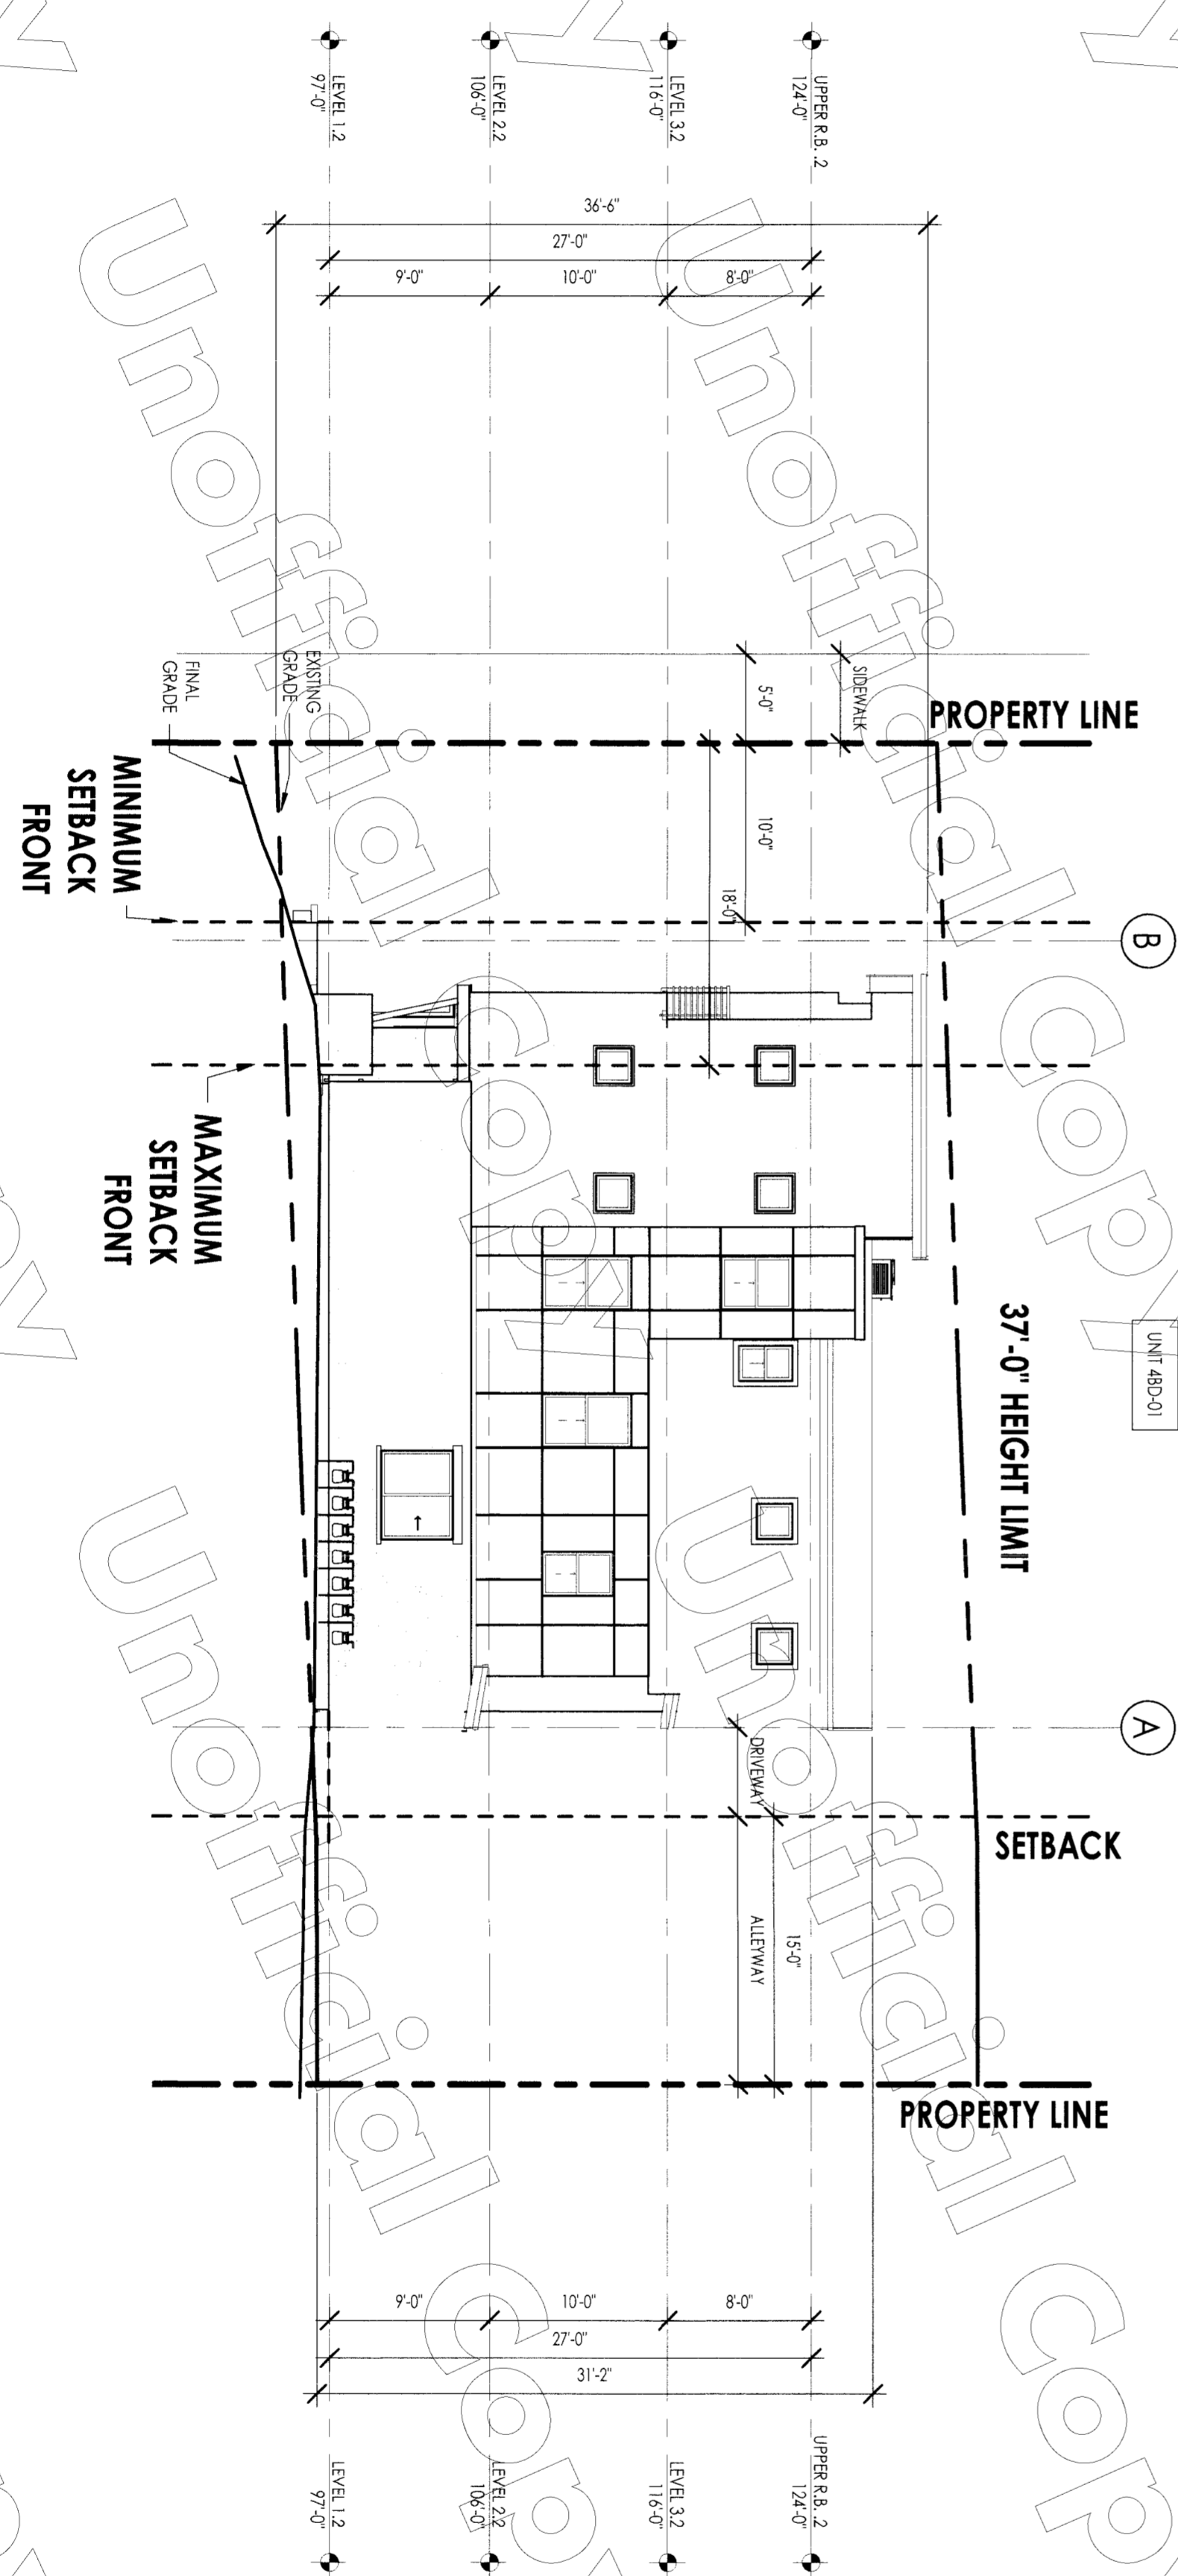 UPPER R.B. .2
124'-0"
LEVEL 3.2
116'-0"
LEVEL 2.2
106'-0"
LEVEL 1.2
97'-0"
36'-6"
27'-0"
9'-0"
10'-0"
8'-0"
SIDEWALK
5'-0"
10'-0"
18'-0"
PROPERTY LINE
EXISTING
GRADE
FINAL
GRADE
MINIMUM
SETBACK
FRONT
MAXIMUM
SETBACK
FRONT
B
UNIT 4BD-01
37'-0" HEIGHT LIMIT
A
DRIVEWAY
SETBACK
ALLEYWAY
15'-0"
PROPERTY LINE
9'-0"
10'-0"
8'-0"
27'-0"
31'-2"
UPPER R.B. .2
124'-0"
LEVEL 3.2
116'-0"
LEVEL 2.2
106'-0"
LEVEL 1.2
97'-0"
Unofficial Copy
Unofficial Copy
Unofficial Copy
Unofficial Copy